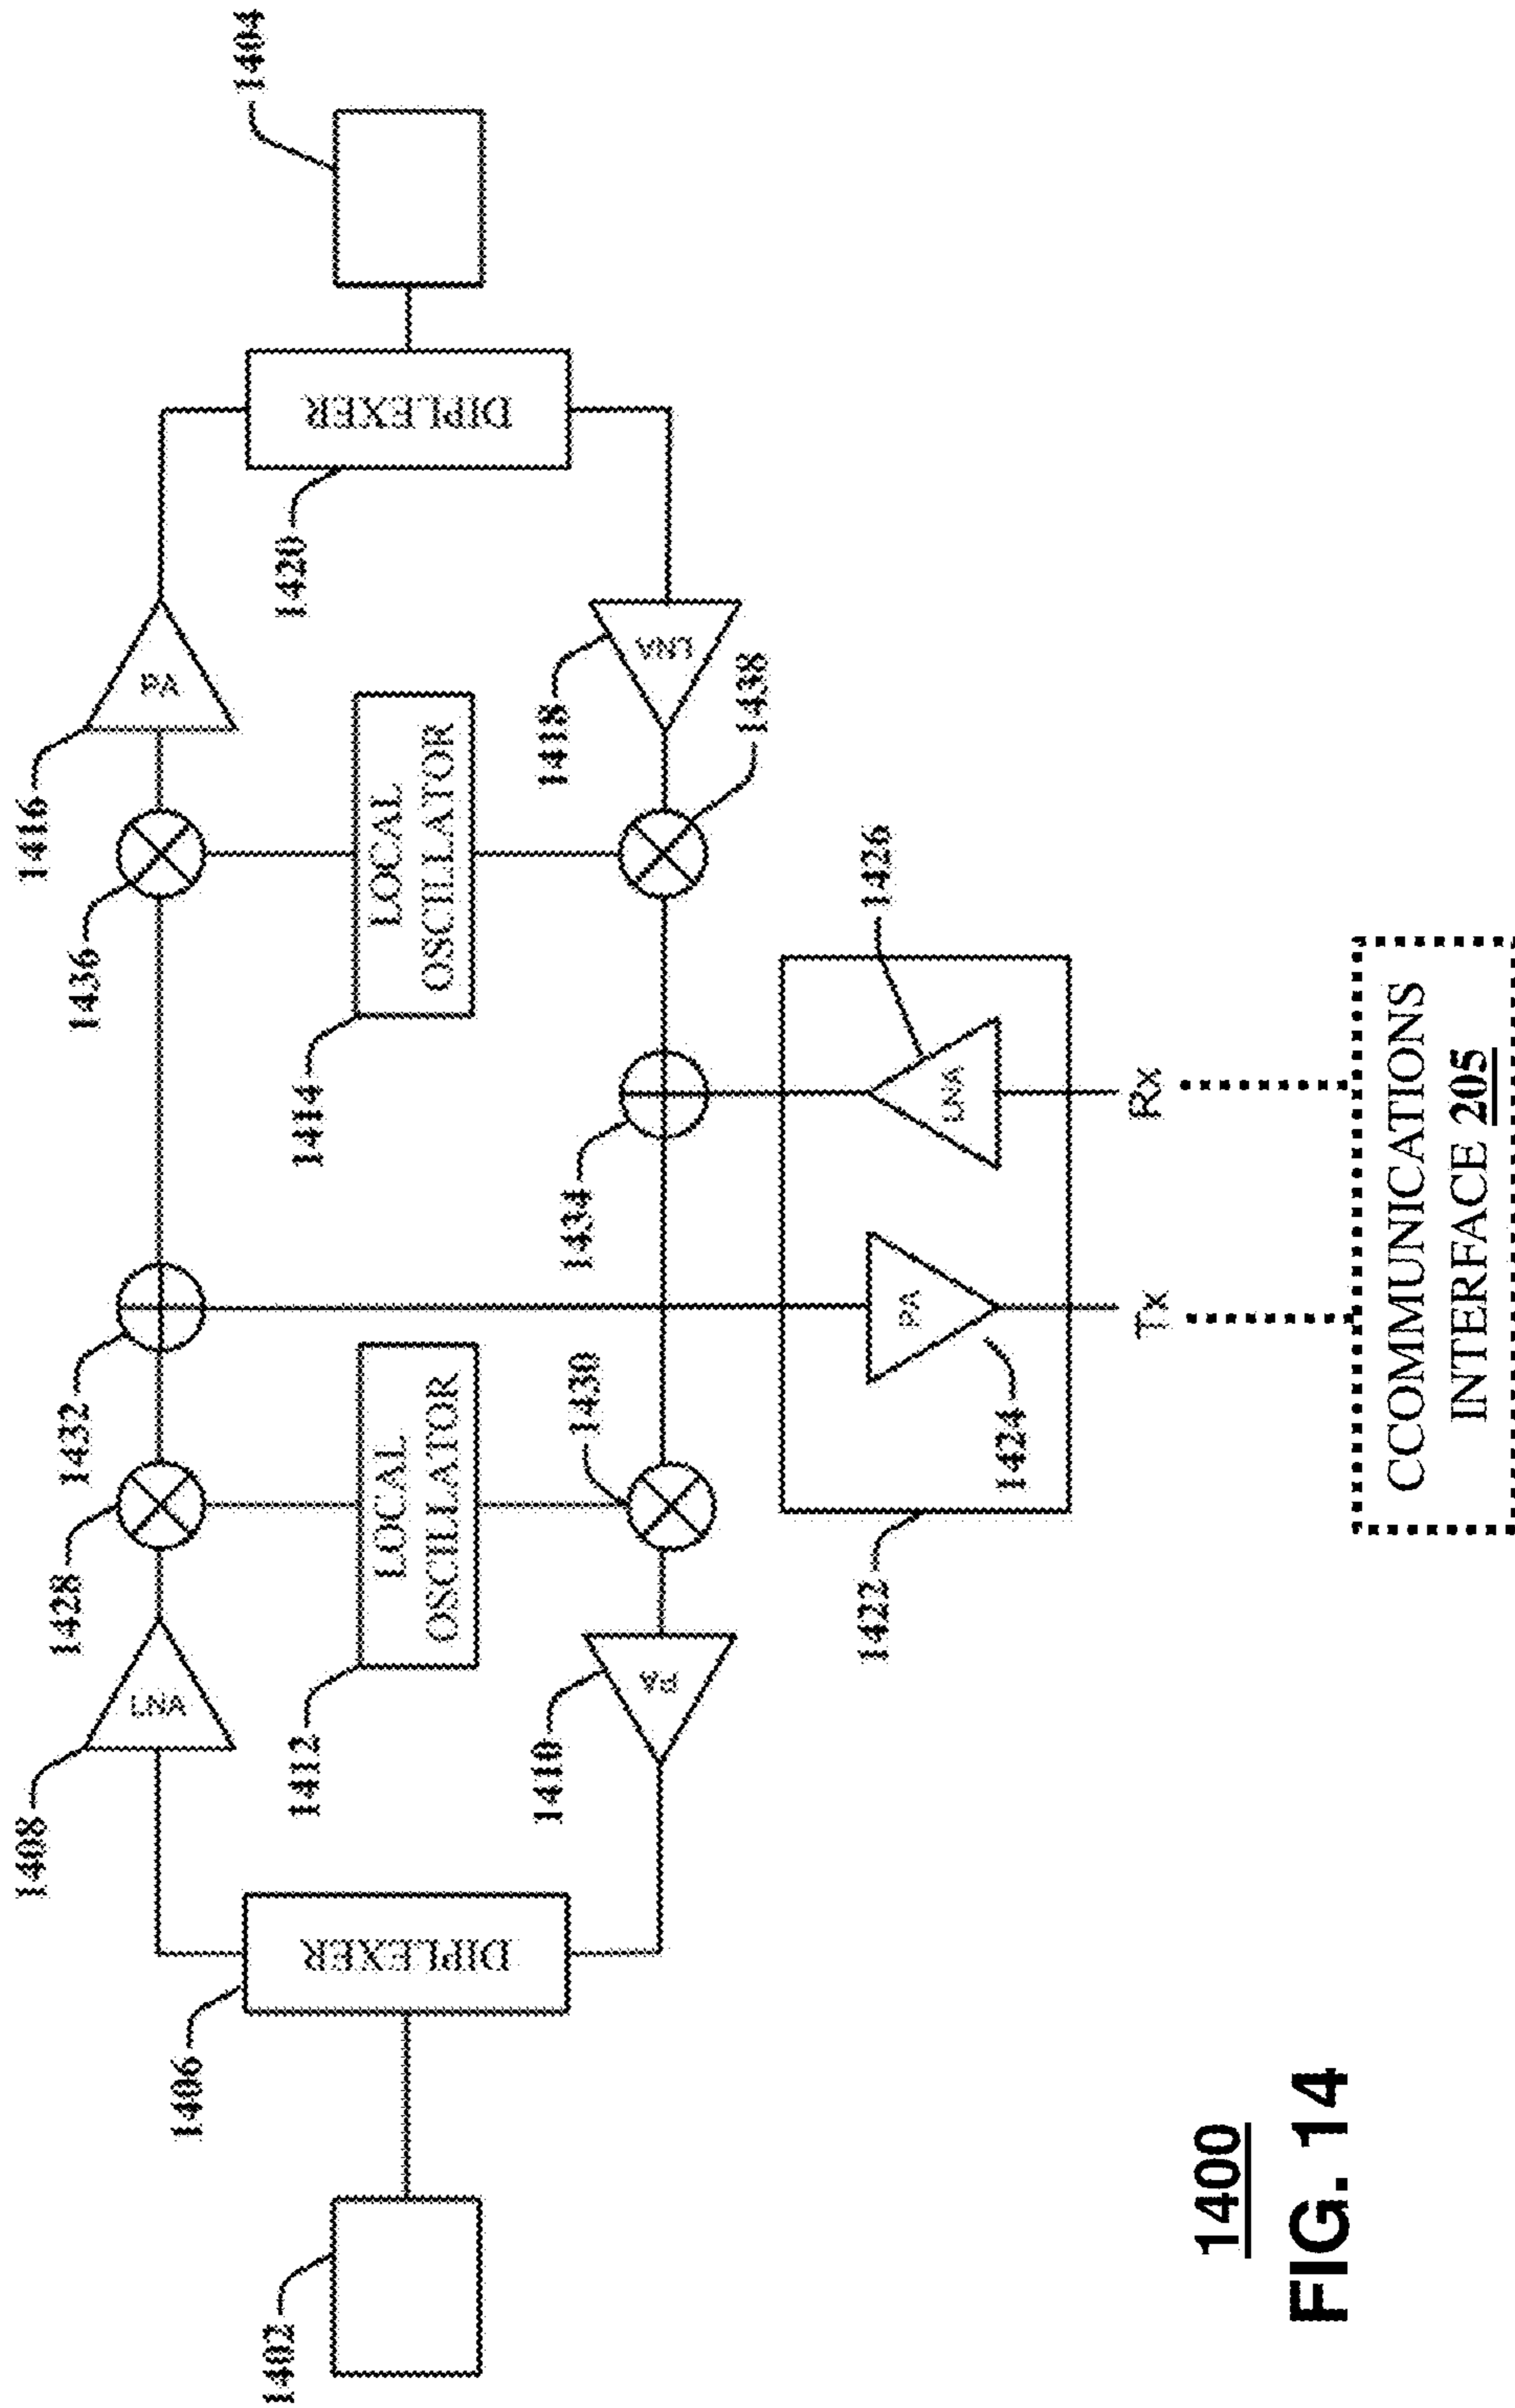 1404
1416
PA
1436
1420
DIPLEXER
LOCAL
OSCILLATOR
1414
1418
LNA
1438
1432
1434
1426
LNA
Rx
1428
LOCAL
OSCILLATOR
1412
1430
PA
1424
Tx
1422
CCOMMUNICATIONS
INTERFACE 205
1408
LNA
1410
PA
1406
DIPLEXER
1402
1400
FIG. 14